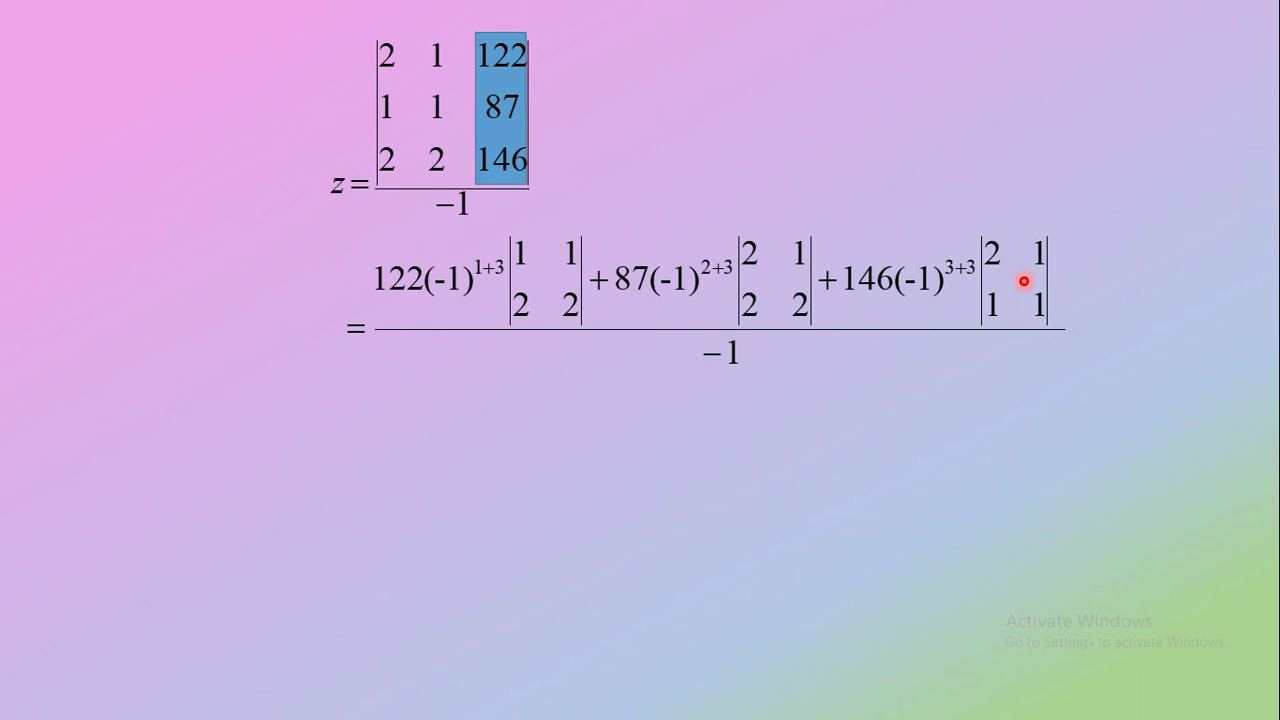 2 1 122
1 1 87
2 2 146
z =
−1
= 122(-1)^{1+3} |1 1; 2 2| + 87(-1)^{2+3} |2 1; 2 2| + 146(-1)^{3+3} |2 1; 1 1|
−1
Activate Windows
Go to Settings to activate Windows.